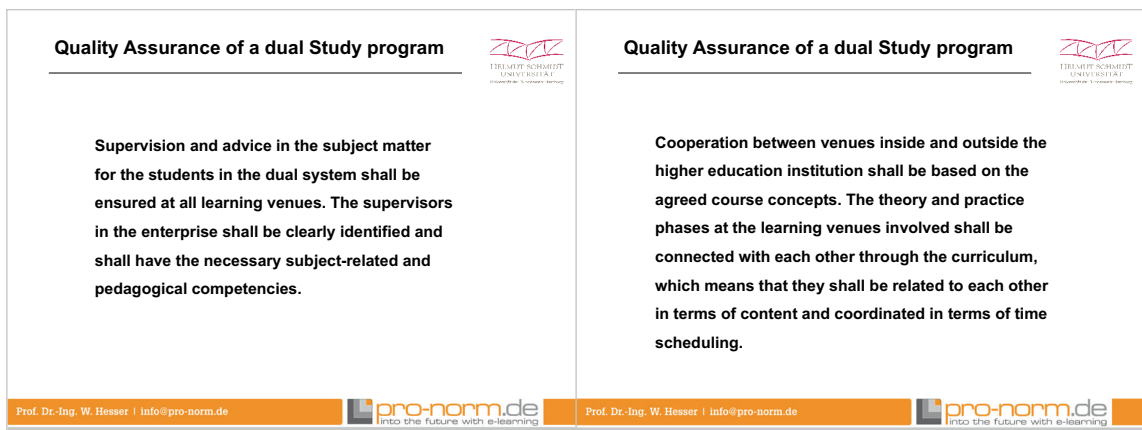 Quality Assurance of a dual Study program
HELMUT SCHMIDT
UNIVERSITÄT
Supervision and advice in the subject matter
for the students in the dual system shall be
ensured at all learning venues. The supervisors
in the enterprise shall be clearly identified and
shall have the necessary subject-related and
pedagogical competencies.
Prof. Dr.-Ing. W. Hesser | info@pro-norm.de
pro-norm.de
into the future with e-learning
Quality Assurance of a dual Study program
HELMUT SCHMIDT
UNIVERSITÄT
Cooperation between venues inside and outside the
higher education institution shall be based on the
agreed course concepts. The theory and practice
phases at the learning venues involved shall be
connected with each other through the curriculum,
which means that they shall be related to each other
in terms of content and coordinated in terms of time
scheduling.
Prof. Dr.-Ing. W. Hesser | info@pro-norm.de
pro-norm.de
into the future with e-learning